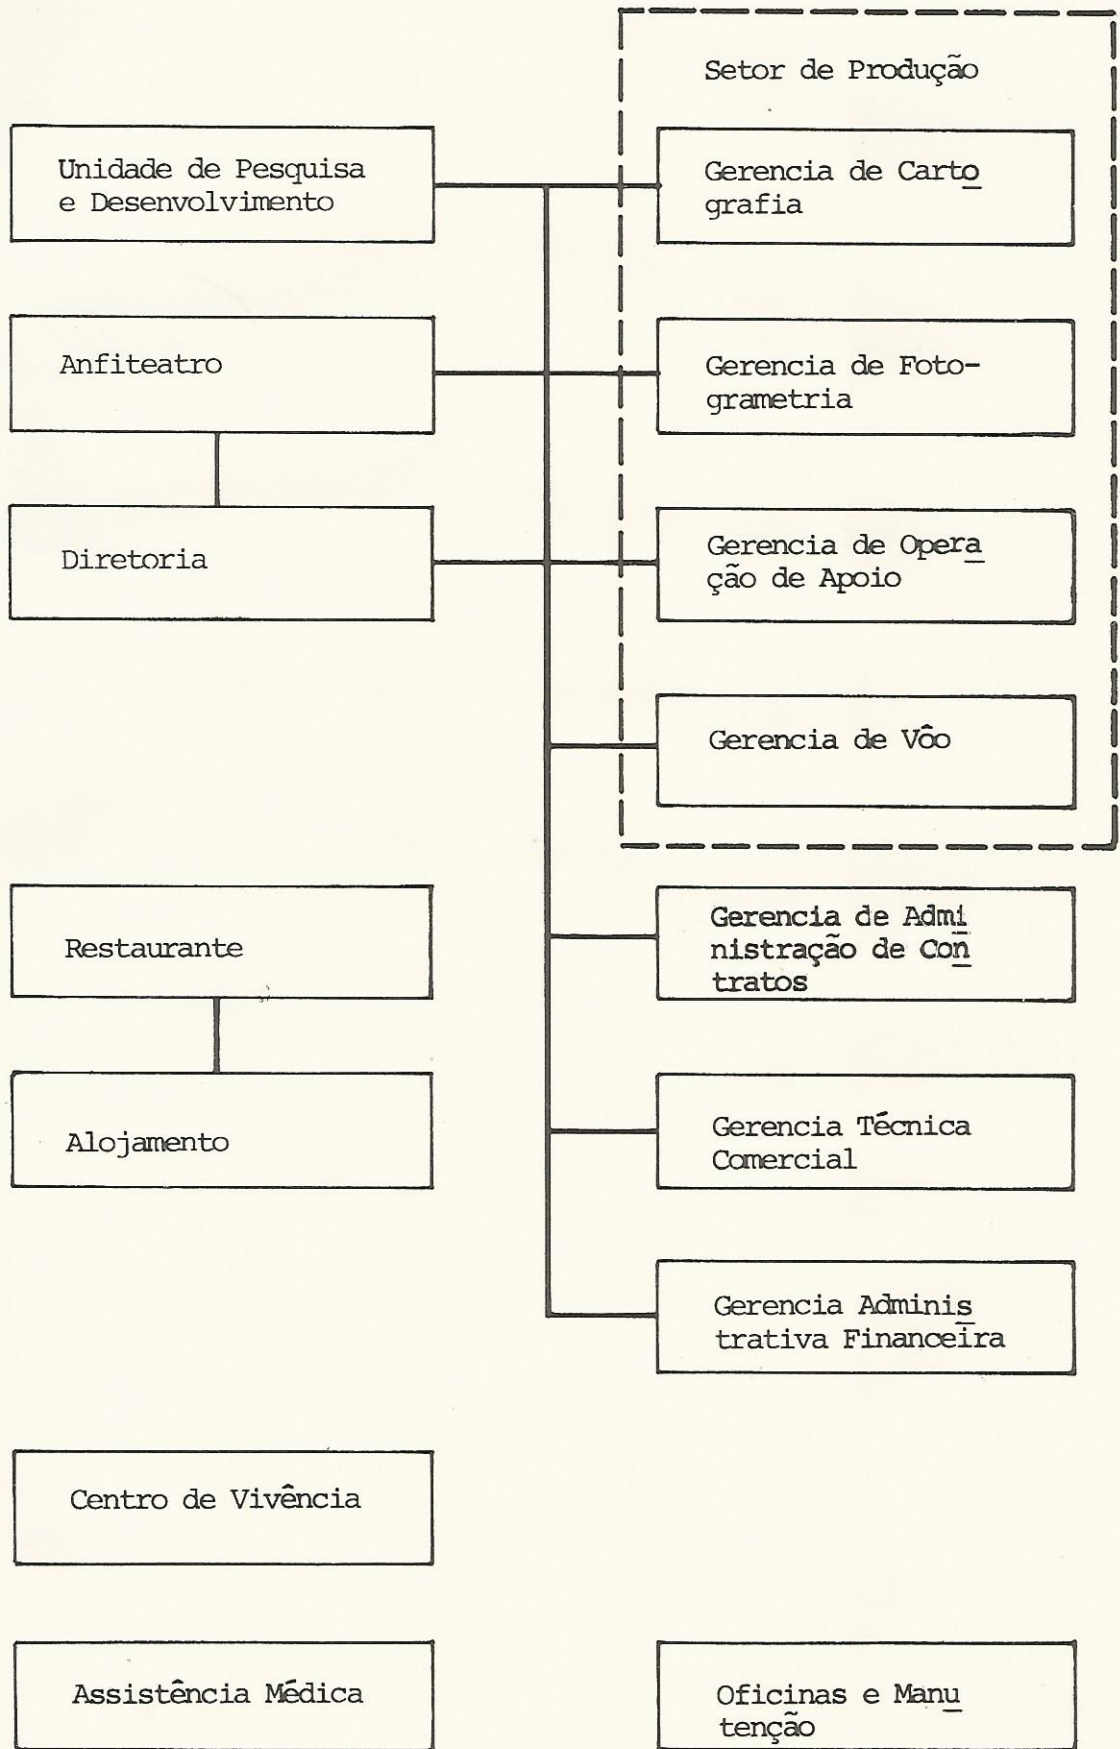 Setor de Produção
Unidade de Pesquisa
e Desenvolvimento
Gerencia de Carto
grafia
Anfiteatro
Gerencia de Foto-
grametria
Diretoria
Gerencia de Opera
ção de Apoio
Gerencia de Vôo
Restaurante
Gerencia de Admi
nistração de Con
tratos
Alojamento
Gerencia Técnica
Comercial
Gerencia Adminis
trativa Financeira
Centro de Vivência
Assistência Médica
Oficinas e Manu
tenção